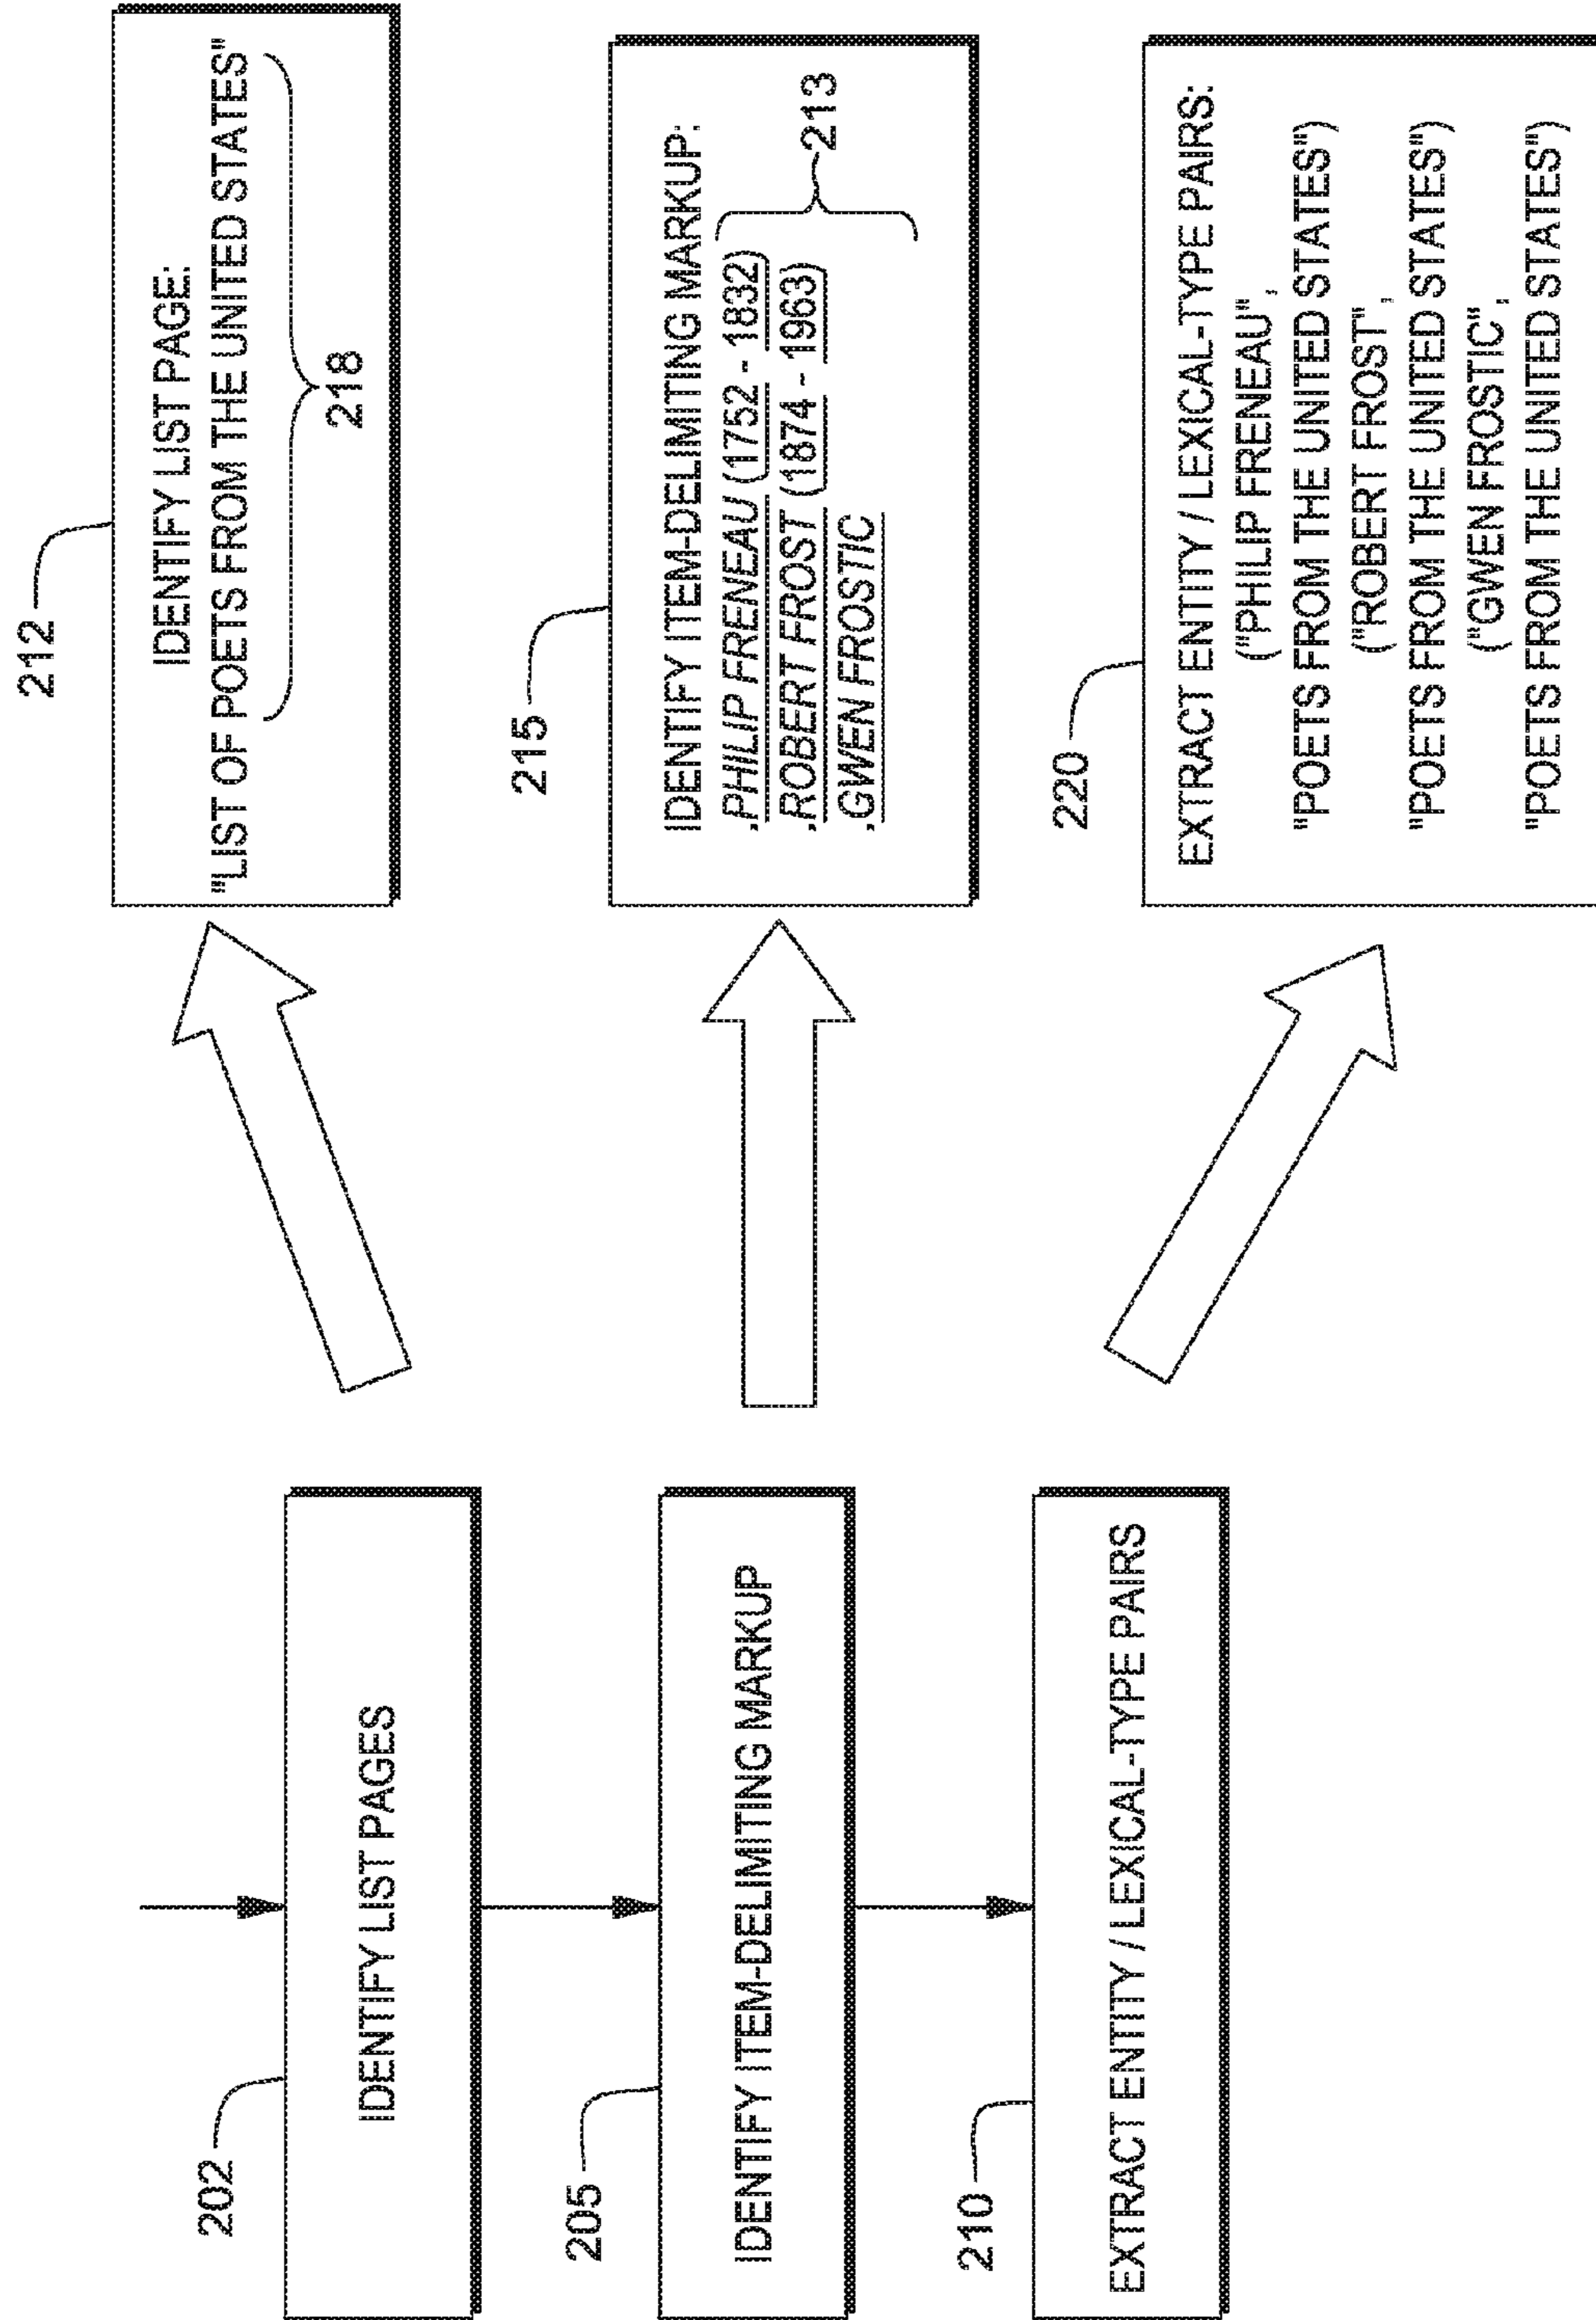 202
IDENTIFY LIST PAGES
205
IDENTIFY ITEM-DELIMITING MARKUP
210
EXTRACT ENTITY / LEXICAL-TYPE PAIRS
212
IDENTIFY LIST PAGE:
"LIST OF POETS FROM THE UNITED STATES"
218
215
IDENTIFY ITEM-DELIMITING MARKUP:
.PHILIP FRENEAU (1752 - 1832)
.ROBERT FROST (1874 - 1963)
.GWEN FROSTIC
213
220
EXTRACT ENTITY / LEXICAL-TYPE PAIRS:
("PHILIP FRENEAU",
"POETS FROM THE UNITED STATES")
("ROBERT FROST",
"POETS FROM THE UNITED STATES")
("GWEN FROSTIC",
"POETS FROM THE UNITED STATES")